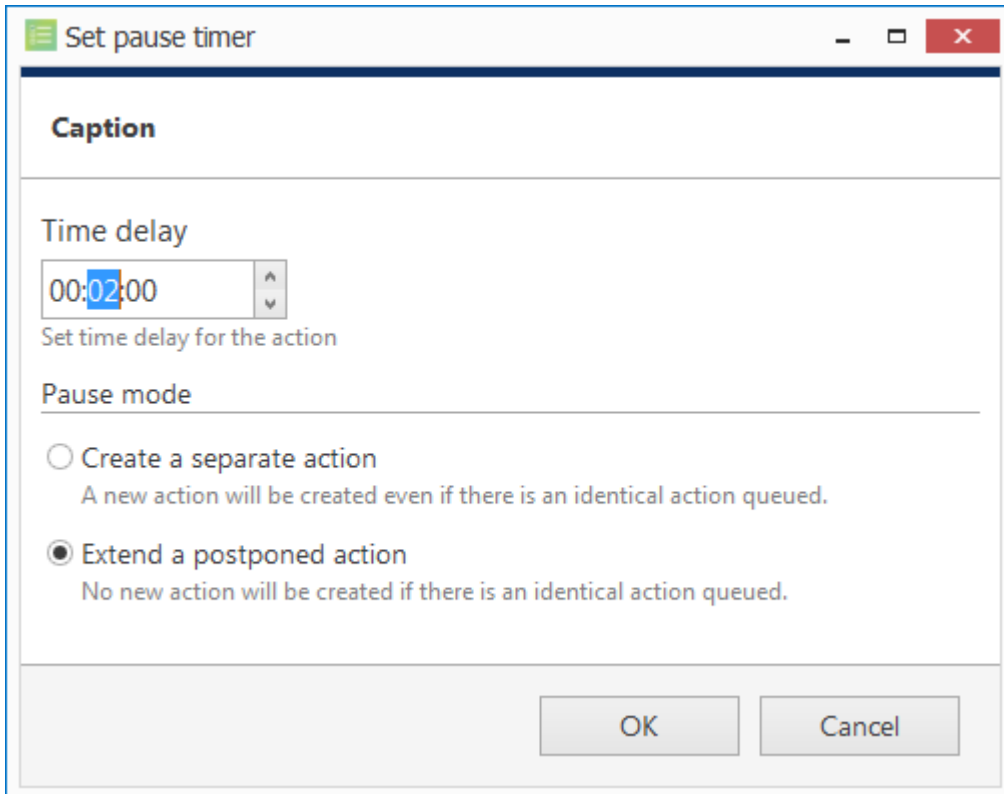 Set pause timer
Caption
Time delay
00:02:00
Set time delay for the action
Pause mode
Create a separate action
A new action will be created even if there is an identical action queued.
Extend a postponed action
No new action will be created if there is an identical action queued.
OK
Cancel